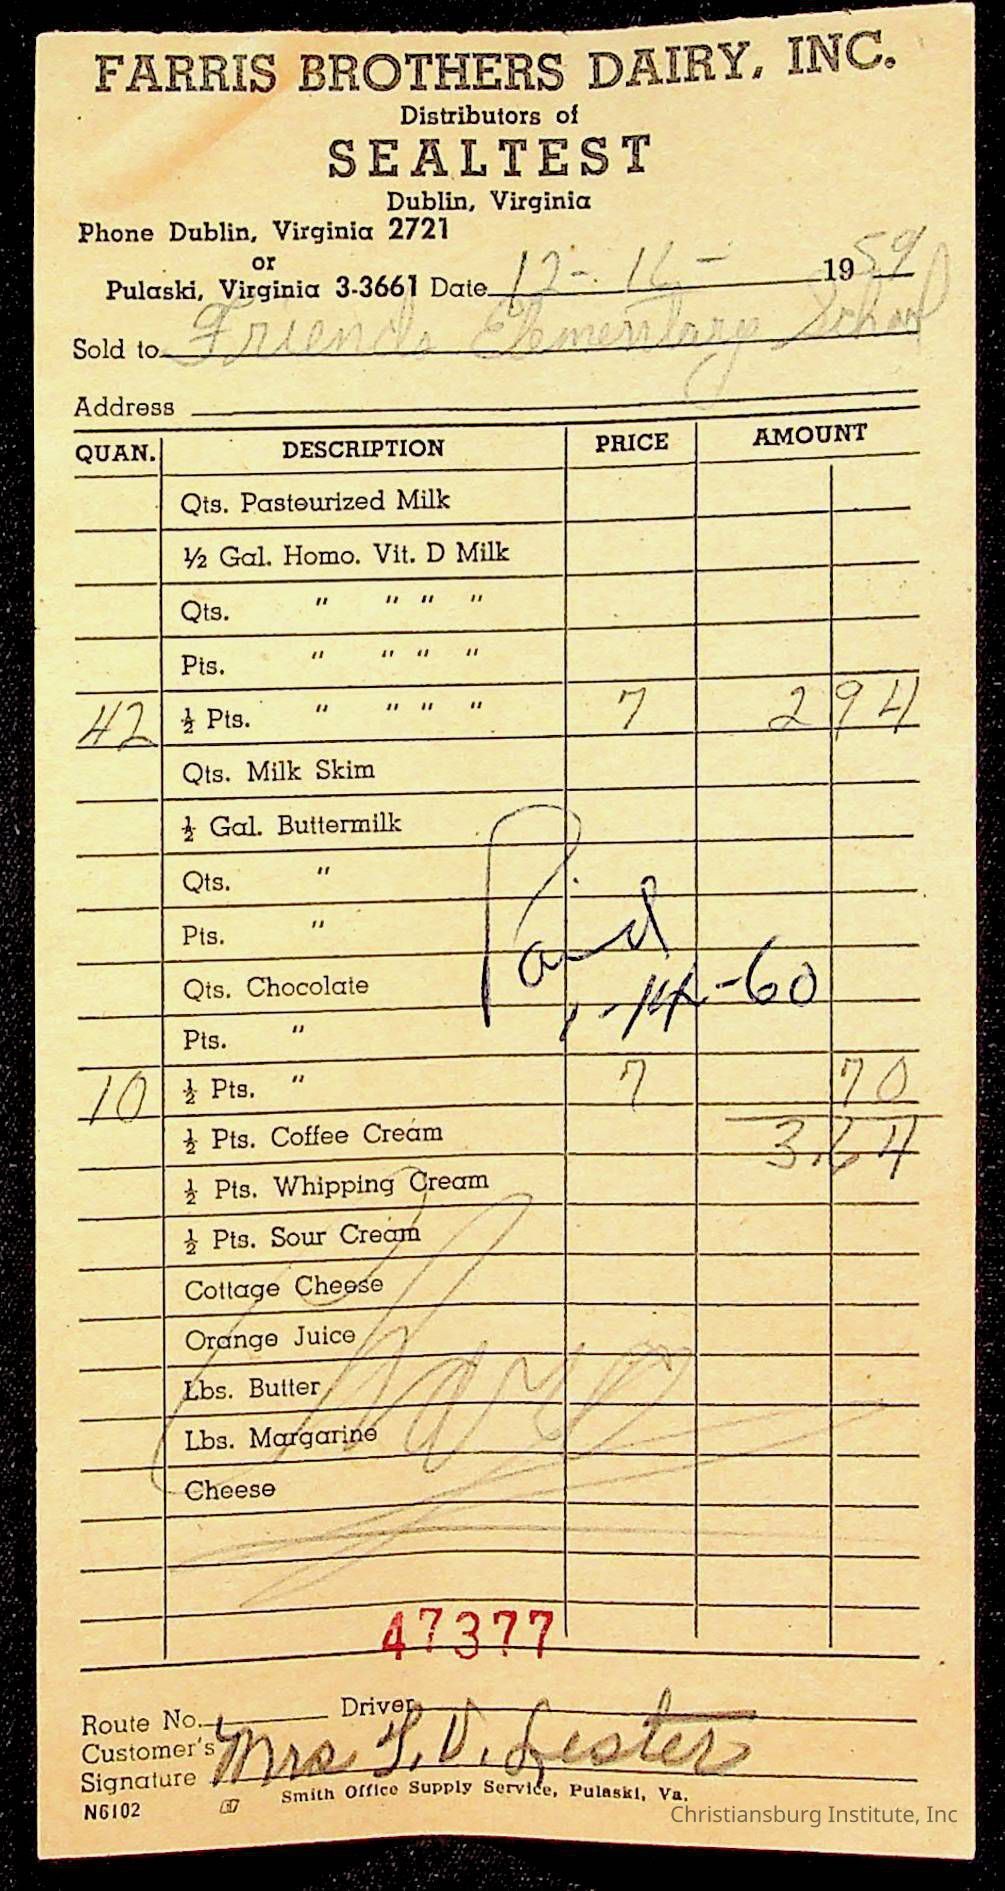 FARRIS BROTHERS DAIRY, INC.
Distributors of
SEALTEST
Dublin, Virginia
Phone Dublin, Virginia 2721
or
Pulaski, Virginia 3-3661 Date 12-16- 19 59
Sold to Friends Elementary School
Address
QUAN. DESCRIPTION PRICE AMOUNT
Qts. Pasteurized Milk
½ Gal. Homo. Vit. D Milk
Qts. " " " "
Pts. " " " "
42 ½ Pts. " " " " 7 2 94
Qts. Milk Skim
½ Gal. Buttermilk
Qts. "
Pts. "
Paid
Qts. Chocolate
1-14-60
Pts. "
10 ½ Pts. " 7 70
½ Pts. Coffee Cream 3.64
½ Pts. Whipping Cream
½ Pts. Sour Cream
Cottage Cheese
Orange Juice
Lbs. Butter
Lbs. Margarine
Cheese
47377
Route No. Driver
Customer's
Signature Mrs. L. V. Lester
Smith Office Supply Service, Pulaski, Va.
N6102
Christiansburg Institute, Inc